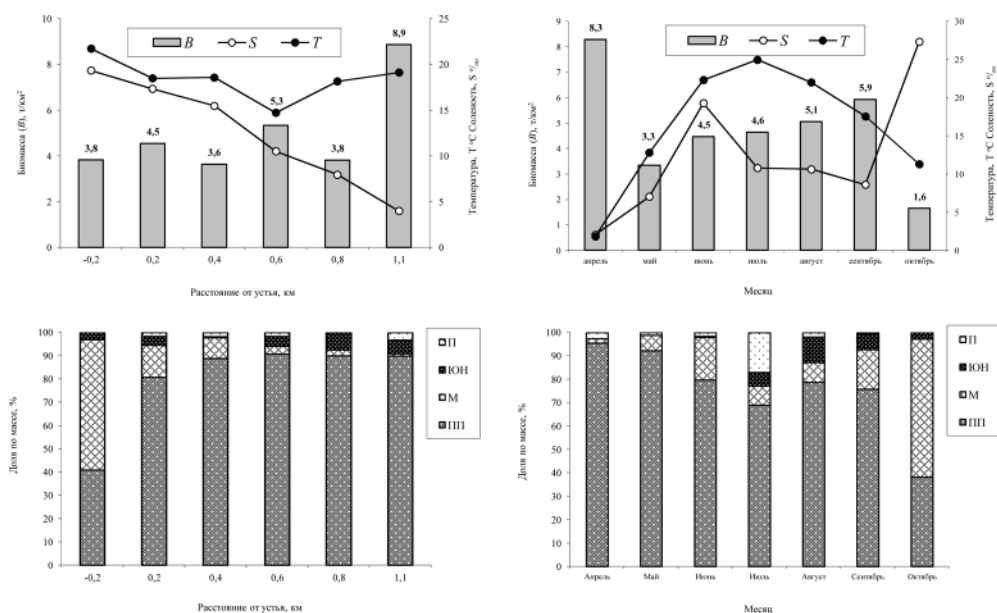 B S T
Биомасса (B), т/км²
Температура, Т °С Соленость, S ‰
10
8
6
4
2
0
25
20
15
10
5
0
3,8
4,5
3,6
5,3
3,8
8,9
-0,2 0,2 0,4 0,6 0,8 1,1
Расстояние от устья, км
B S T
Биомасса (B), т/км²
Температура, Т °С Соленость, S ‰
9
8
7
6
5
4
3
2
1
0
30
25
20
15
10
5
0
8,3
3,3
4,5
4,6
5,1
5,9
1,6
апрель май июнь июль август сентябрь октябрь
Месяц
Доля по массе, %
100
90
80
70
60
50
40
30
20
10
0
-0,2 0,2 0,4 0,6 0,8 1,1
Расстояние от устья, км
П
ЮН
М
ПП
Доля по массе, %
100
90
80
70
60
50
40
30
20
10
0
Апрель Май Июнь Июль Август Сентябрь Октябрь
Месяц
П
ЮН
М
ПП